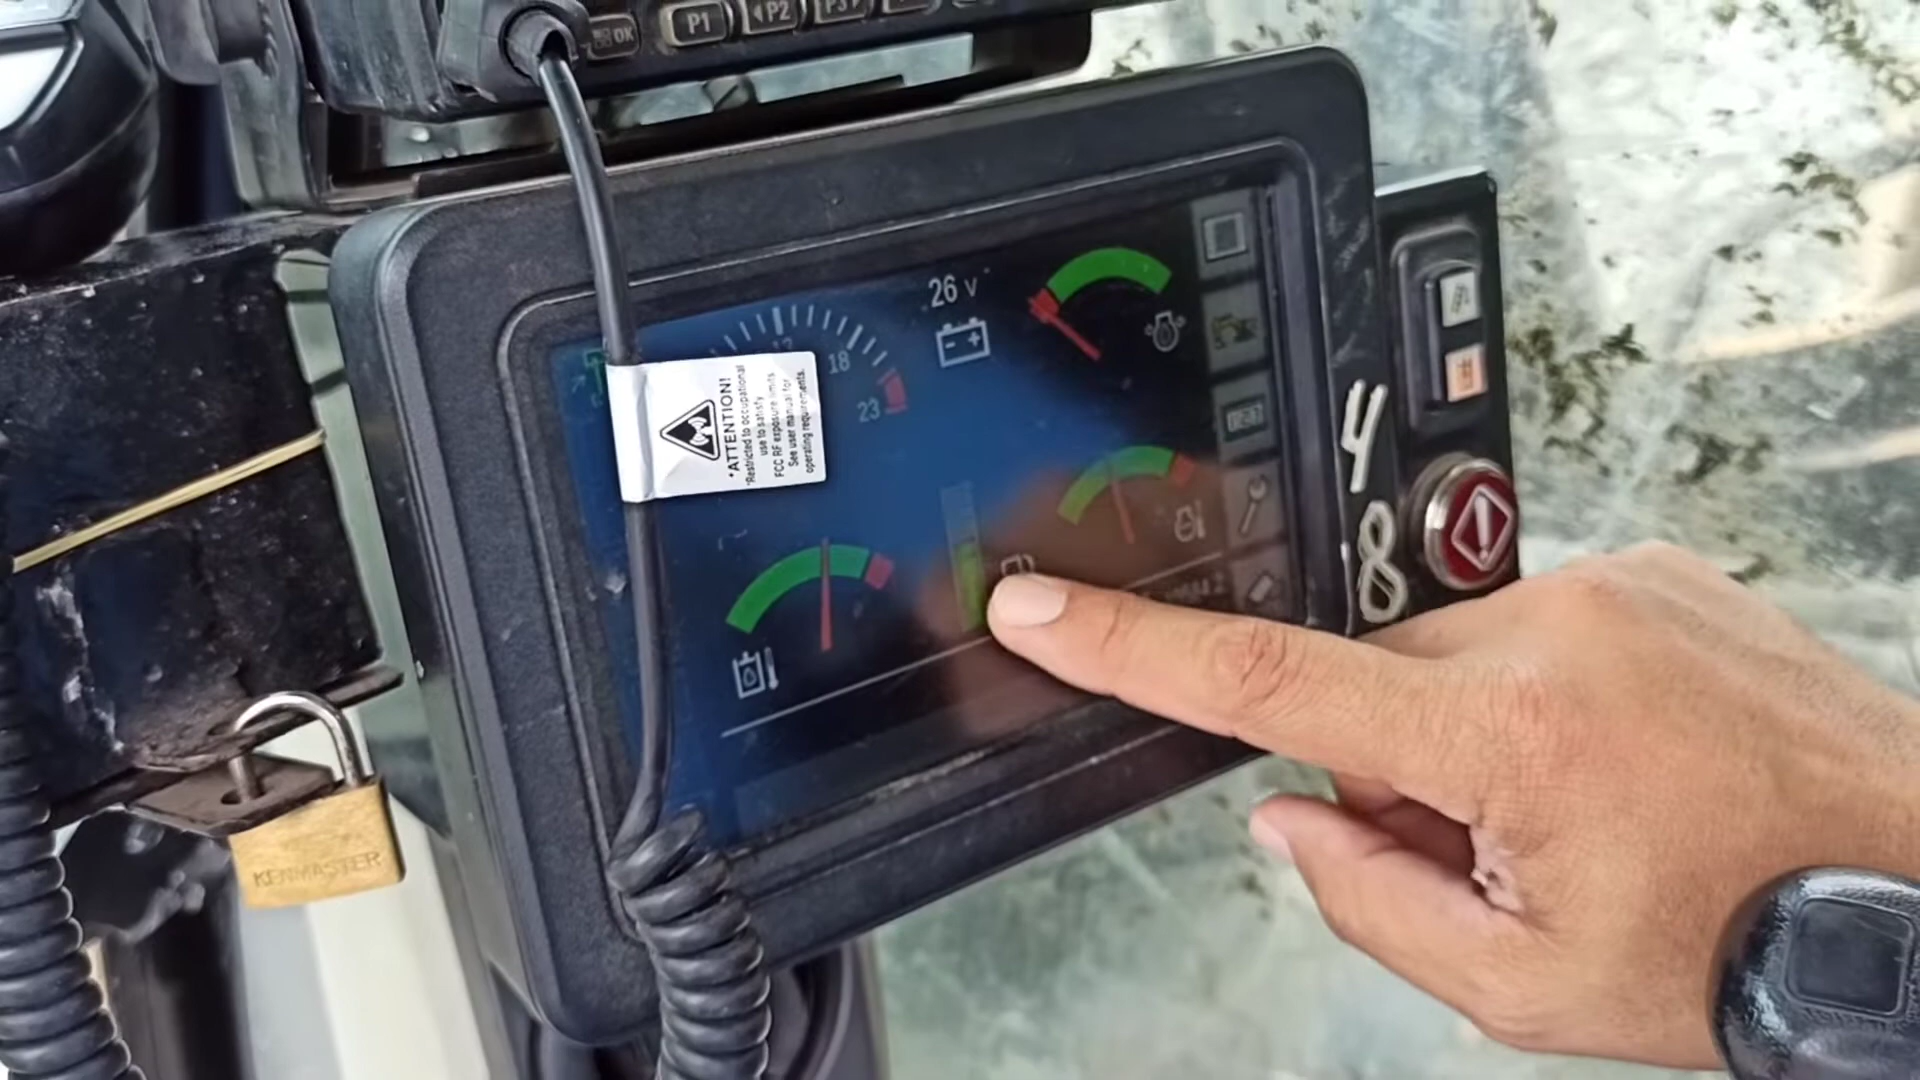 OK P1 P2 P3
26 V
12 18
23
*ATTENTION!
*Restricted to occupational
use to satisfy
FCC RF exposure limits
See user manual for
operating requirements.
4
8
KENMASTER